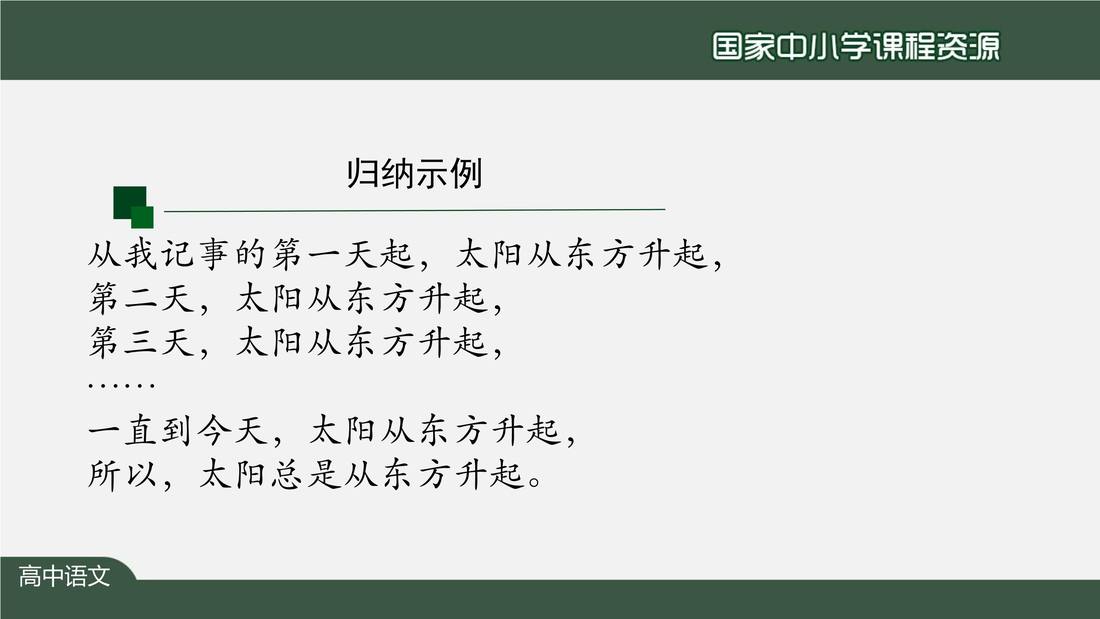 国家中小学课程资源
归纳示例
从我记事的第一天起，太阳从东方升起，
第二天，太阳从东方升起，
第三天，太阳从东方升起，
……
一直到今天，太阳从东方升起，
所以，太阳总是从东方升起。
高中语文